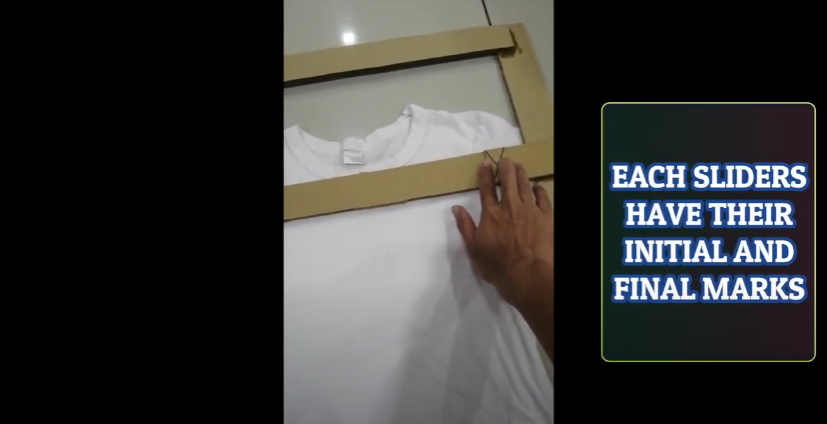 EACH SLIDERS
HAVE THEIR
INITIAL AND
FINAL MARKS